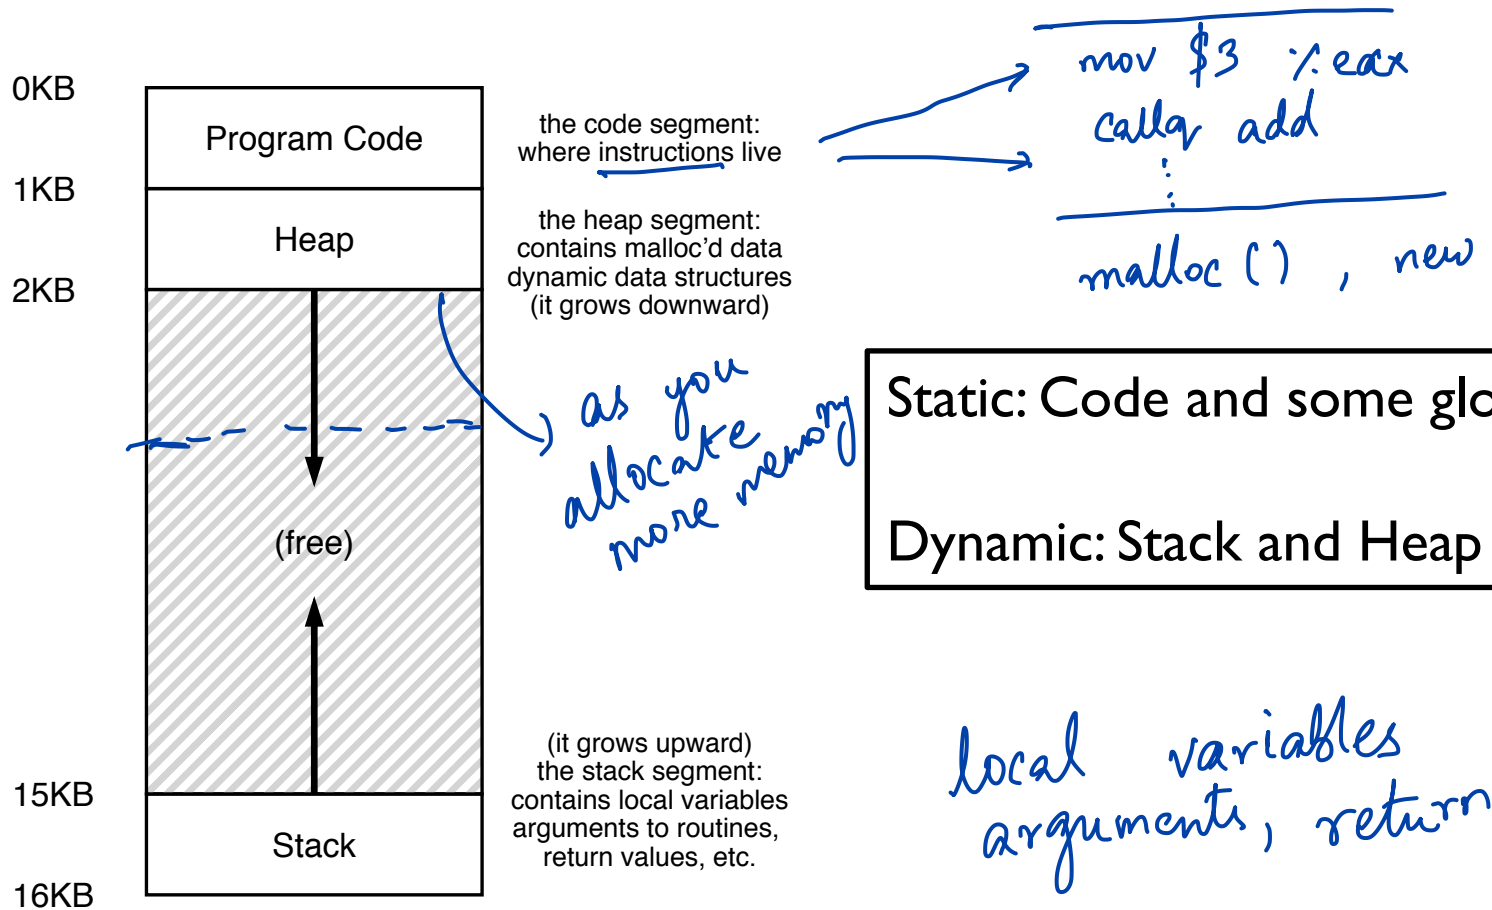 mov $3 %eax
0KB
callq add
Program Code
the code segment:
where instructions live
1KB
the heap segment:
contains malloc'd data
dynamic data structures
(it grows downward)
Heap
malloc() , new
2KB
as you
allocate
more memory
Static: Code and some glo
Dynamic: Stack and Heap
(free)
(it grows upward)
the stack segment:
contains local variables
arguments to routines,
return values, etc.
local variables
arguments, return
15KB
Stack
16KB